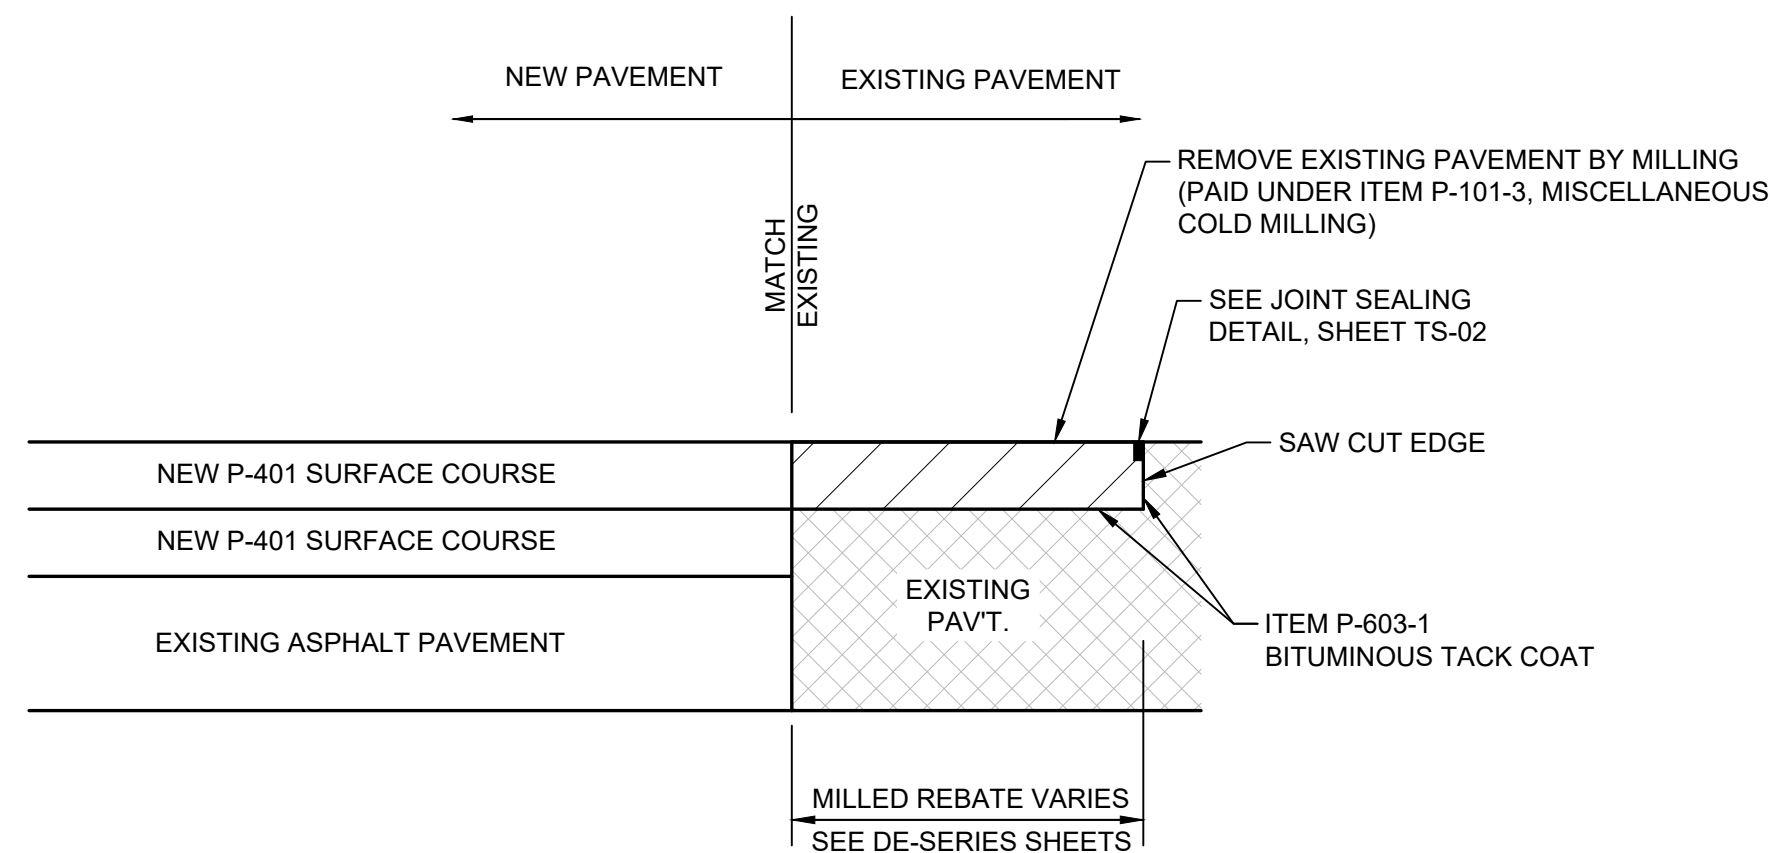 NEW PAVEMENT
EXISTING PAVEMENT
REMOVE EXISTING PAVEMENT BY MILLING
(PAID UNDER ITEM P-101-3, MISCELLANEOUS
COLD MILLING)
MATCH
EXISTING
SEE JOINT SEALING
DETAIL, SHEET TS-02
SAW CUT EDGE
NEW P-401 SURFACE COURSE
NEW P-401 SURFACE COURSE
EXISTING
PAV'T.
EXISTING ASPHALT PAVEMENT
ITEM P-603-1
BITUMINOUS TACK COAT
MILLED REBATE VARIES
SEE DE-SERIES SHEETS